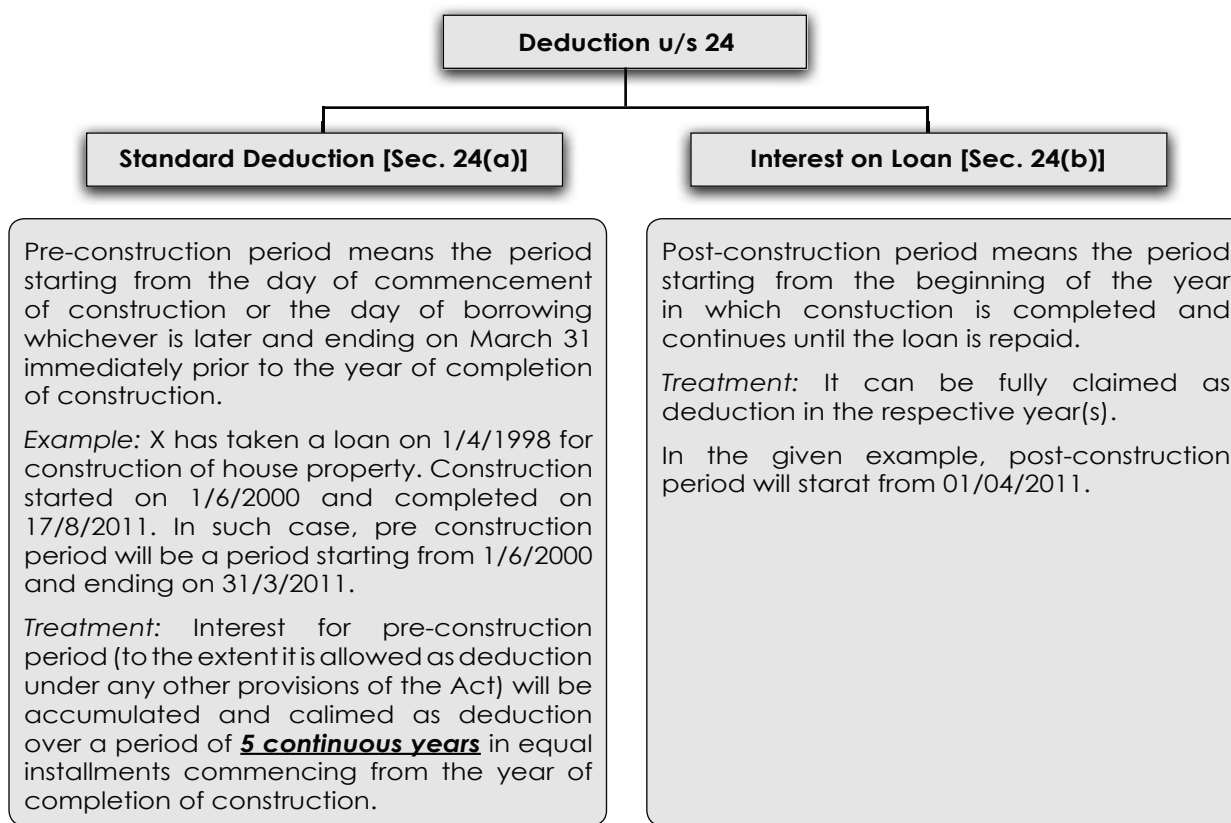 Deduction u/s 24
Standard Deduction [Sec. 24(a)]
Interest on Loan [Sec. 24(b)]
Pre-construction period means the period
starting from the day of commencement
of construction or the day of borrowing
whichever is later and ending on March 31
immediately prior to the year of completion
of construction.
Example: X has taken a loan on 1/4/1998 for
construction of house property. Construction
started on 1/6/2000 and completed on
17/8/2011. In such case, pre construction
period will be a period starting from 1/6/2000
and ending on 31/3/2011.
Treatment: Interest for pre-construction
period (to the extent it is allowed as deduction
under any other provisions of the Act) will be
accumulated and calimed as deduction
over a period of 5 continuous years in equal
installments commencing from the year of
completion of construction.
Post-construction period means the period
starting from the beginning of the year
in which constuction is completed and
continues until the loan is repaid.
Treatment: It can be fully claimed as
deduction in the respective year(s).
In the given example, post-construction
period will starat from 01/04/2011.